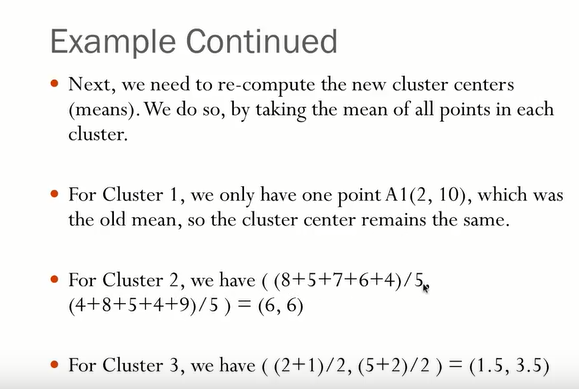 Example Continued
• Next, we need to re-compute the new cluster centers
(means). We do so, by taking the mean of all points in each
cluster.
• For Cluster 1, we only have one point A1(2, 10), which was
the old mean, so the cluster center remains the same.
• For Cluster 2, we have ( (8+5+7+6+4)/5,
(4+8+5+4+9)/5 ) = (6, 6)
• For Cluster 3, we have ( (2+1)/2, (5+2)/2 ) = (1.5, 3.5)